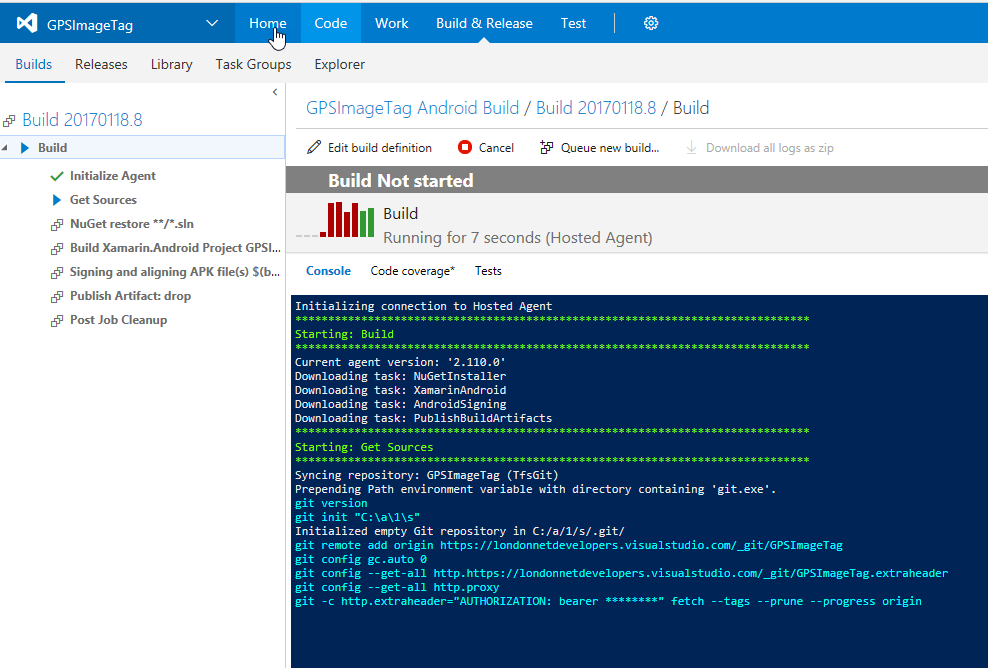 GPSImageTag Home Code Work Build & Release Test
Builds Releases Library Task Groups Explorer
Build 20170118.8
Build
Initialize Agent
Get Sources
NuGet restore **/*.sln
Build Xamarin.Android Project GPSI...
Signing and aligning APK file(s) $(b...
Publish Artifact: drop
Post Job Cleanup
GPSImageTag Android Build / Build 20170118.8 / Build
Edit build definition Cancel Queue new build... Download all logs as zip
Build Not started
Build
Running for 7 seconds (Hosted Agent)
Console Code coverage* Tests
Initializing connection to Hosted Agent
******************************************************************************
Starting: Build
******************************************************************************
Current agent version: '2.110.0'
Downloading task: NuGetInstaller
Downloading task: XamarinAndroid
Downloading task: AndroidSigning
Downloading task: PublishBuildArtifacts
******************************************************************************
Starting: Get Sources
******************************************************************************
Syncing repository: GPSImageTag (TfsGit)
Prepending Path environment variable with directory containing 'git.exe'.
git version
git init "C:\a\1\s"
Initialized empty Git repository in C:/a/1/s/.git/
git remote add origin https://londonnetdevelopers.visualstudio.com/_git/GPSImageTag
git config gc.auto 0
git config --get-all http.https://londonnetdevelopers.visualstudio.com/_git/GPSImageTag.extraheader
git config --get-all http.proxy
git -c http.extraheader="AUTHORIZATION: bearer ********" fetch --tags --prune --progress origin